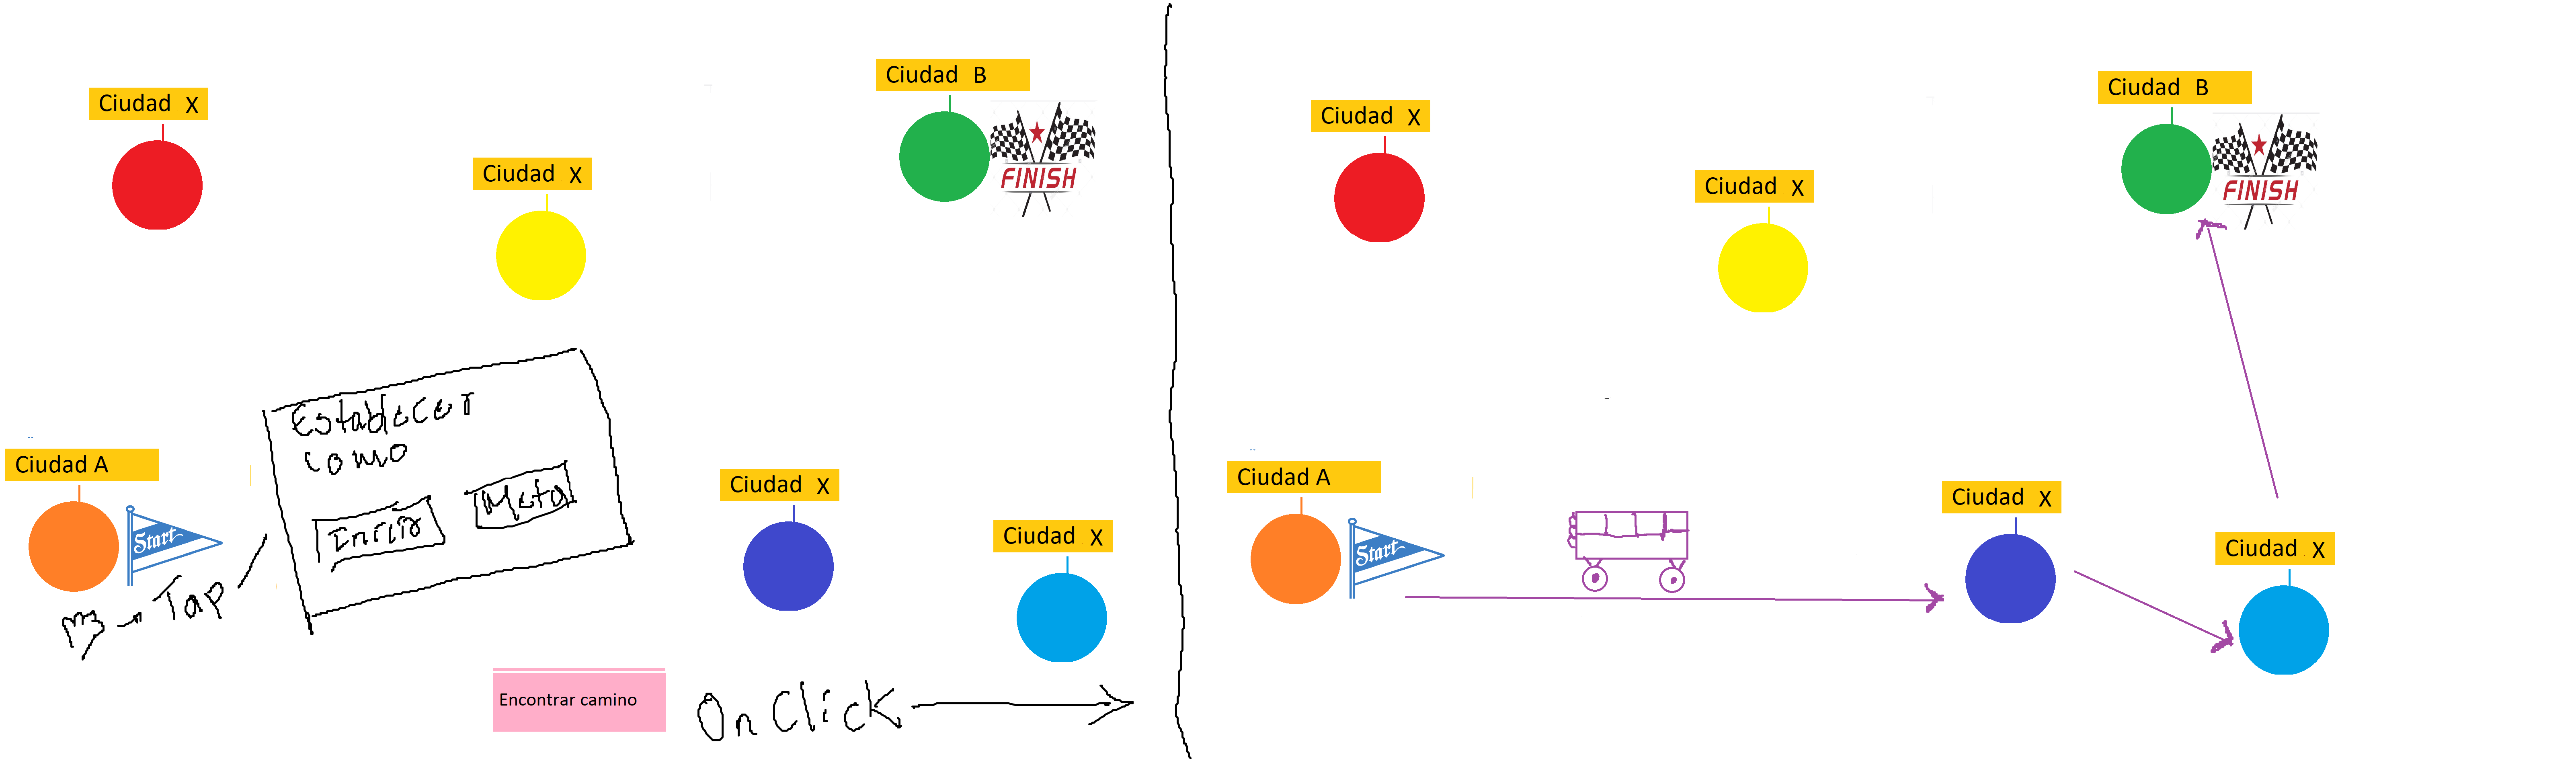 Ciudad X
Ciudad X
Ciudad B
FINISH
Establecer
como
Inicio
Meta
Ciudad A
Start
Tap
Ciudad X
Ciudad X
Encontrar camino
On Click
Ciudad X
Ciudad X
Ciudad B
FINISH
Ciudad A
Start
Ciudad X
Ciudad X